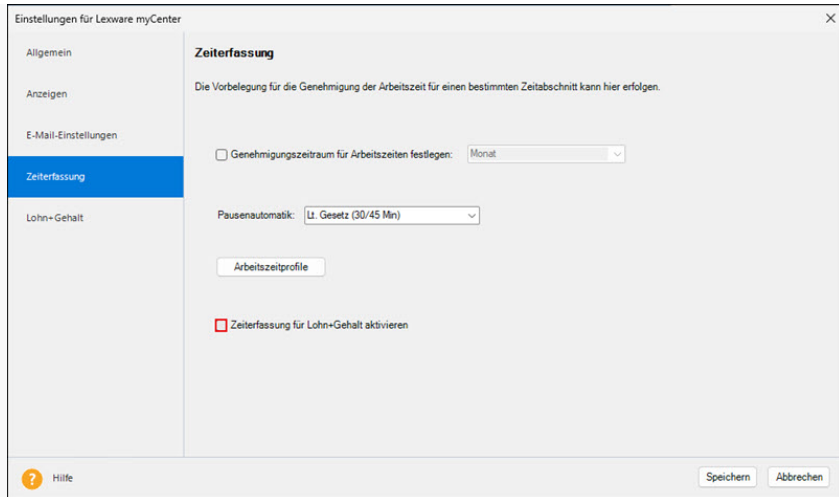 Einstellungen für Lexware myCenter
Allgemein
Anzeigen
E-Mail-Einstellungen
Zeiterfassung
Lohn+Gehalt
Zeiterfassung
Die Vorbelegung für die Genehmigung der Arbeitszeit für einen bestimmten Zeitabschnitt kann hier erfolgen.
Genehmigungszeitraum für Arbeitszeiten festlegen: Monat
Pausenautomatik: Lt. Gesetz (30/45 Min)
Arbeitszeitprofile
Zeiterfassung für Lohn+Gehalt aktivieren
? Hilfe
Speichern Abbrechen